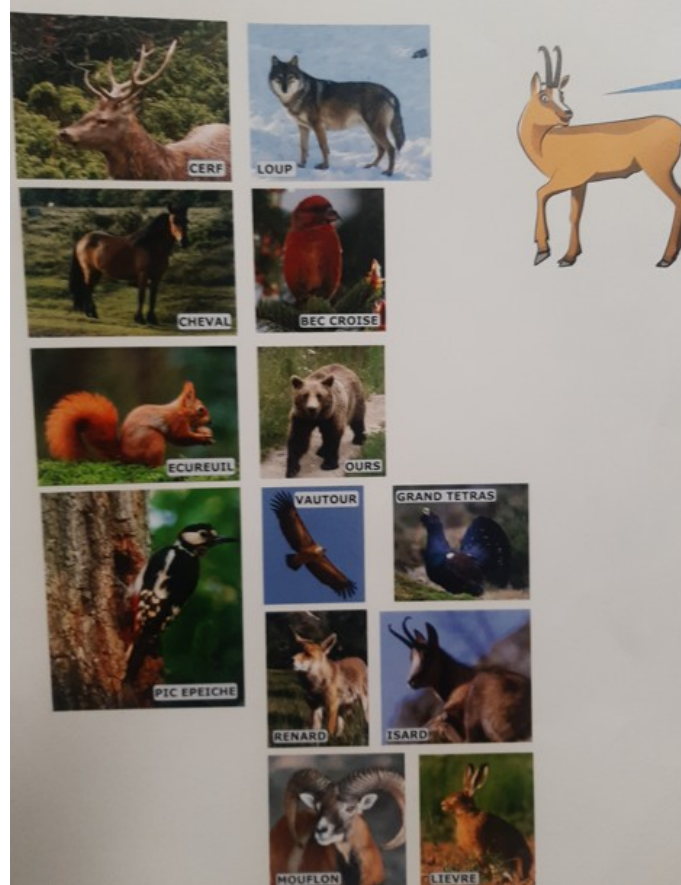 CERF
LOUP
CHEVAL
BEC CROISE
ECUREUIL
OURS
VAUTOUR
GRAND TETRAS
PIC EPEICHE
RENARD
ISARD
MOUFLON
LIEVRE